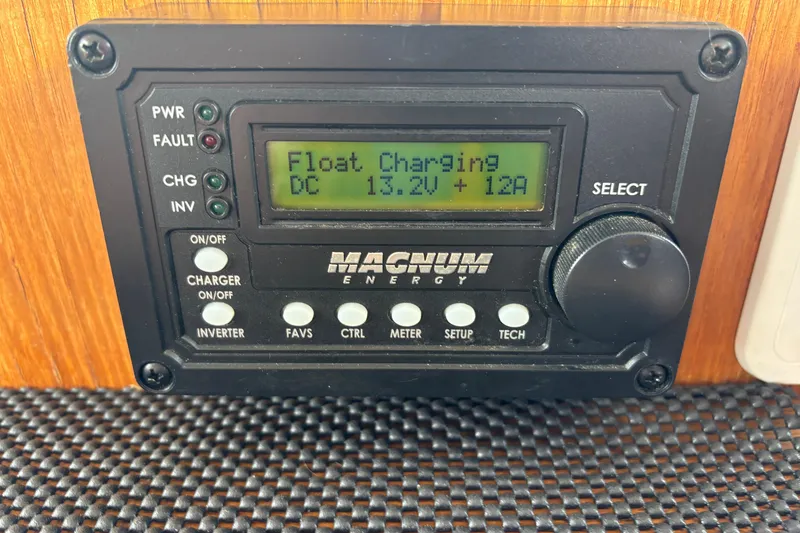 PWR
FAULT
CHG
INV
Float Charging
DC 13.2V + 12A
SELECT
ON/OFF
CHARGER
ON/OFF
INVERTER
MAGNUM
ENERGY
FAVS
CTRL
METER
SETUP
TECH